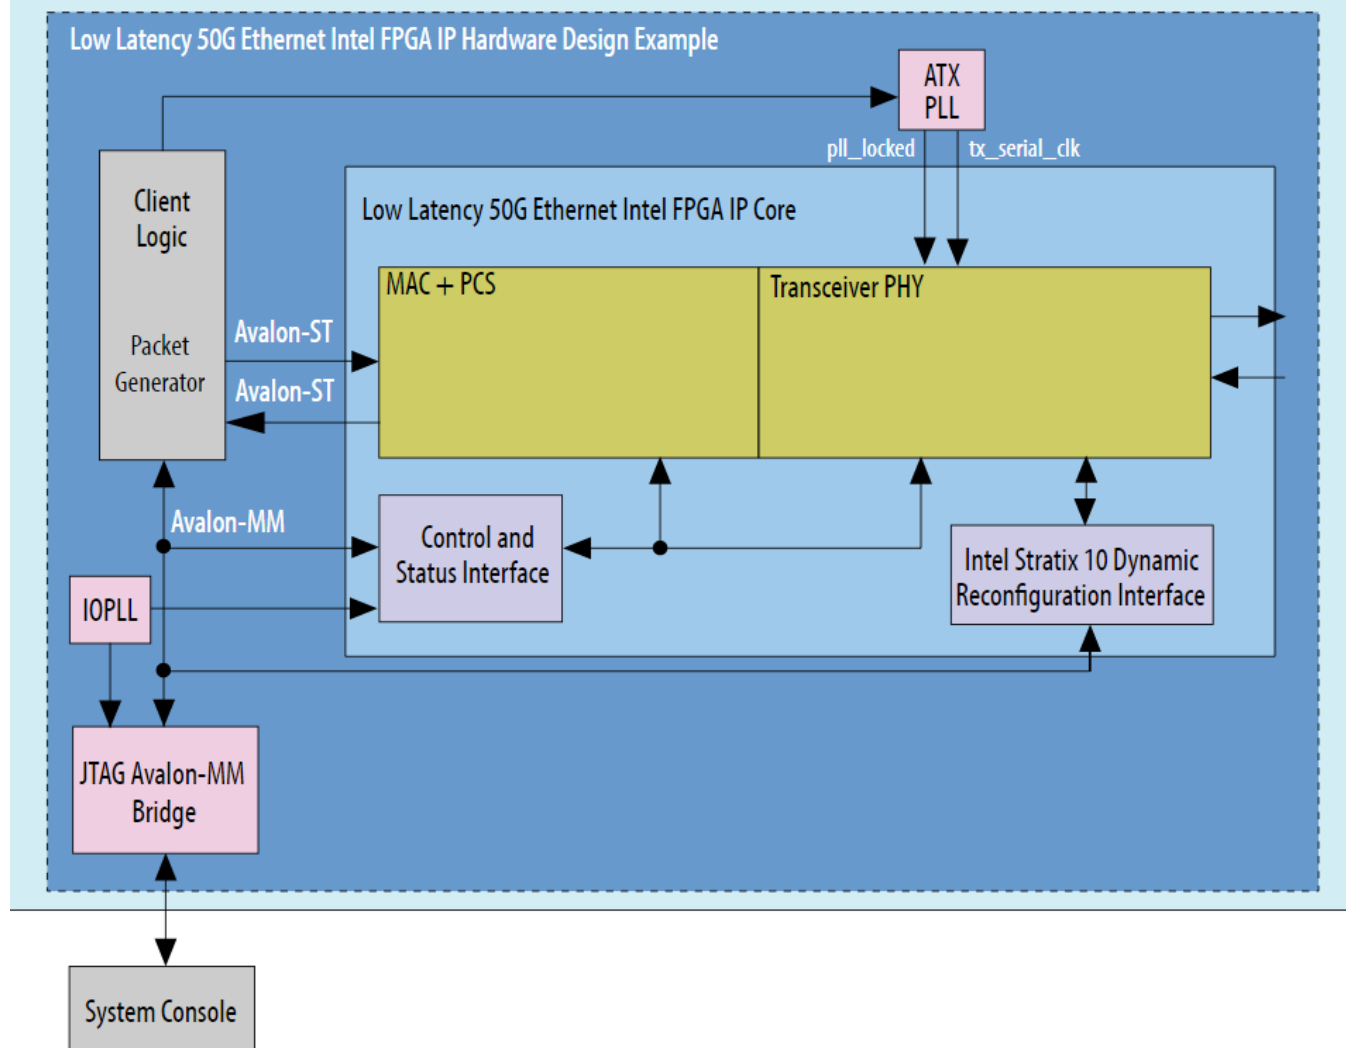 Low Latency 50G Ethernet Intel FPGA IP Hardware Design Example
ATX
PLL
pll_locked
tx_serial_clk
Client
Logic
Packet
Generator
Low Latency 50G Ethernet Intel FPGA IP Core
MAC + PCS
Transceiver PHY
Avalon-ST
Avalon-ST
Avalon-MM
Control and
Status Interface
Intel Stratix 10 Dynamic
Reconfiguration Interface
IOPLL
JTAG Avalon-MM
Bridge
System Console